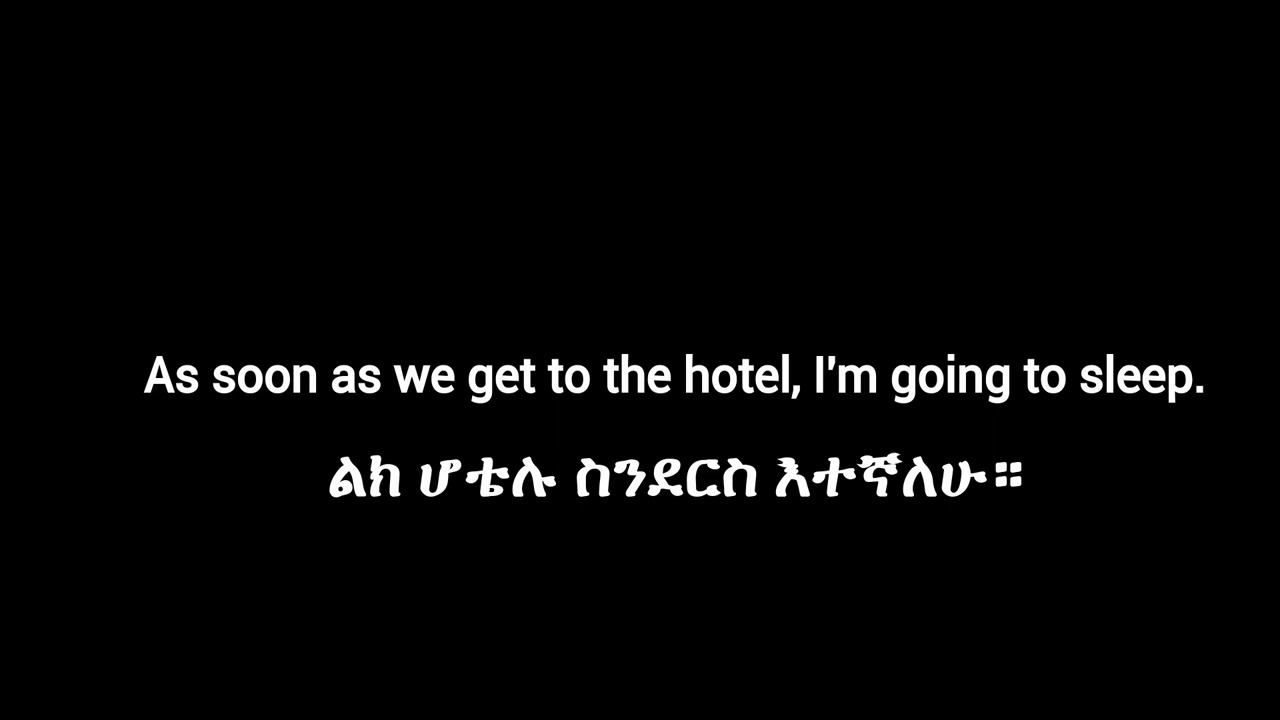 As soon as we get to the hotel, I'm going to sleep.
ልክ ሆቴሉ ስንደርስ እተኛለሁ።